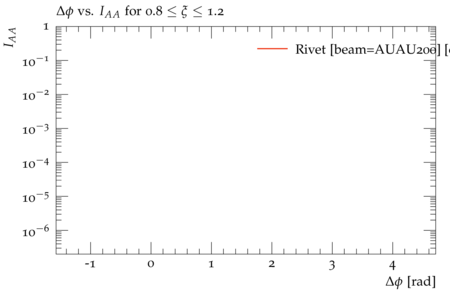 Δϕ vs. I_AA for 0.8 ≤ ξ ≤ 1.2
I_AA
1
10^−1
10^−2
10^−3
10^−4
10^−5
10^−6
Rivet [beam=AUAU200] [
-1 0 1 2 3 4
Δϕ [rad]